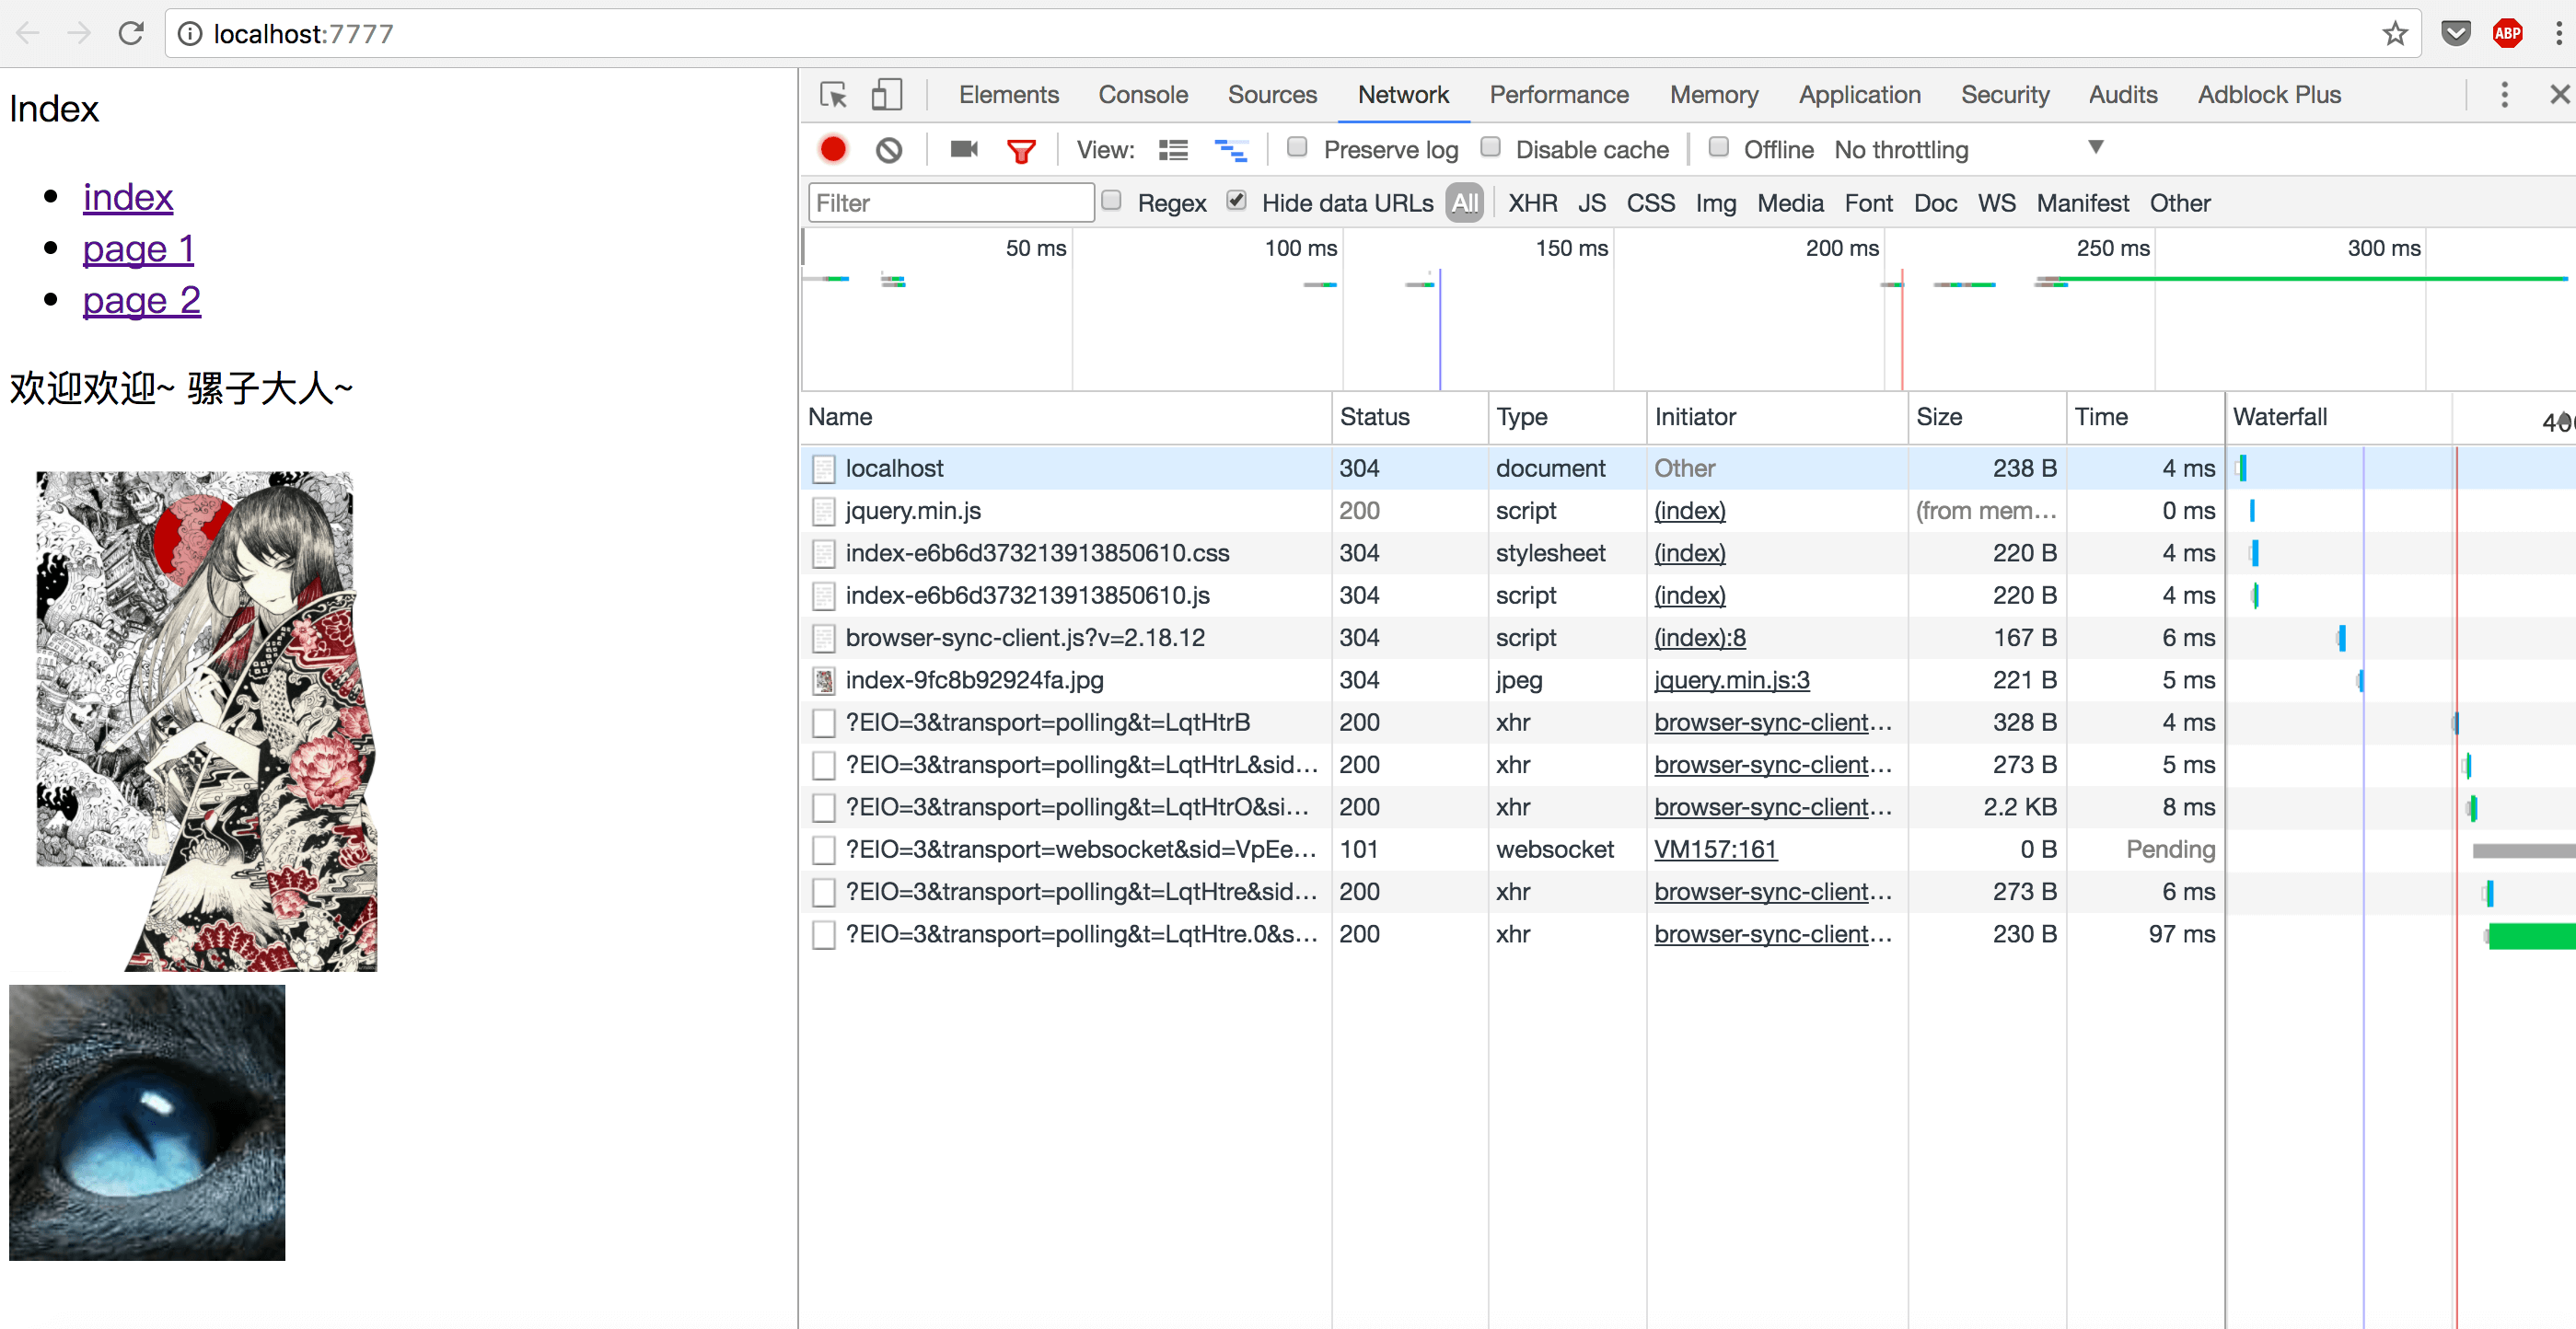 localhost:7777
ABP
Index
index
page 1
page 2
欢迎欢迎~ 骡子大人~
Elements Console Sources Network Performance Memory Application Security Audits Adblock Plus
View: Preserve log Disable cache Offline No throttling
Filter Regex Hide data URLs All XHR JS CSS Img Media Font Doc WS Manifest Other
50 ms 100 ms 150 ms 200 ms 250 ms 300 ms
Name Status Type Initiator Size Time Waterfall
localhost 304 document Other 238 B 4 ms
jquery.min.js 200 script (index) (from mem… 0 ms
index-e6b6d373213913850610.css 304 stylesheet (index) 220 B 4 ms
index-e6b6d373213913850610.js 304 script (index) 220 B 4 ms
browser-sync-client.js?v=2.18.12 304 script (index):8 167 B 6 ms
index-9fc8b92924fa.jpg 304 jpeg jquery.min.js:3 221 B 5 ms
?EIO=3&transport=polling&t=LqtHtrB 200 xhr browser-sync-client… 328 B 4 ms
?EIO=3&transport=polling&t=LqtHtrL&sid… 200 xhr browser-sync-client… 273 B 5 ms
?EIO=3&transport=polling&t=LqtHtrO&si… 200 xhr browser-sync-client… 2.2 KB 8 ms
?EIO=3&transport=websocket&sid=VpEe… 101 websocket VM157:161 0 B Pending
?EIO=3&transport=polling&t=LqtHtre&sid… 200 xhr browser-sync-client… 273 B 6 ms
?EIO=3&transport=polling&t=LqtHtre.0&s… 200 xhr browser-sync-client… 230 B 97 ms